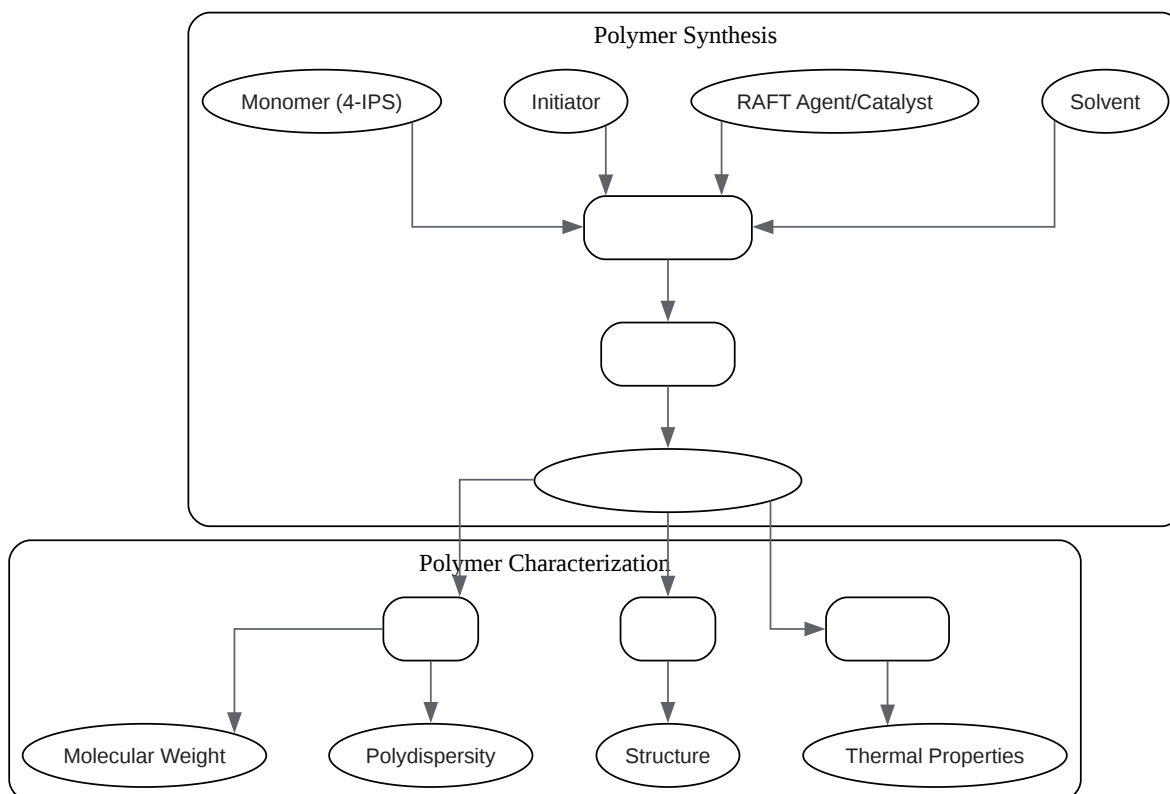 Polymer Synthesis
Monomer (4-IPS)
Initiator
RAFT Agent/Catalyst
Solvent
Polymer Characterization
Molecular Weight
Polydispersity
Structure
Thermal Properties